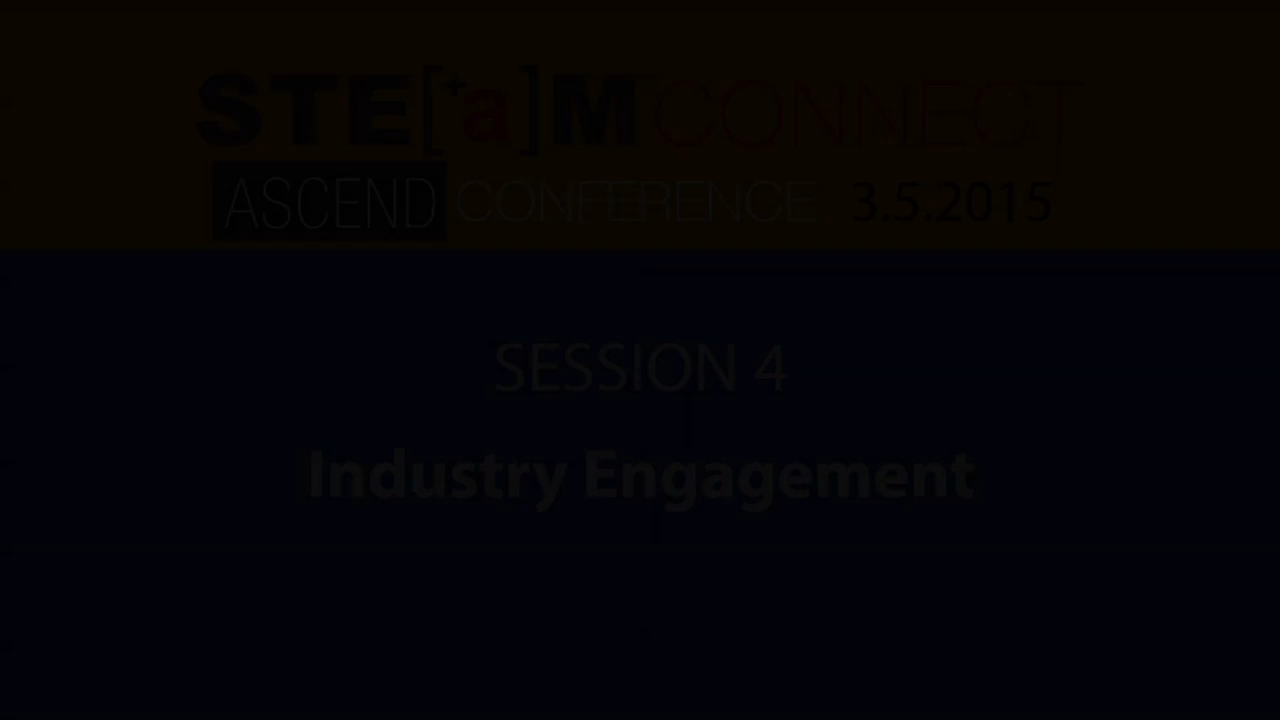 STE[+a]M CONNECT
ASCEND CONFERENCE 3.5.2015
SESSION 4
Industry Engagement